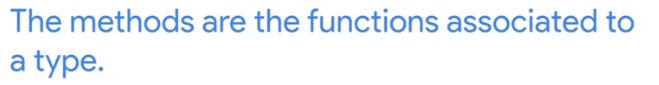 The methods are the functions associated to
a type.